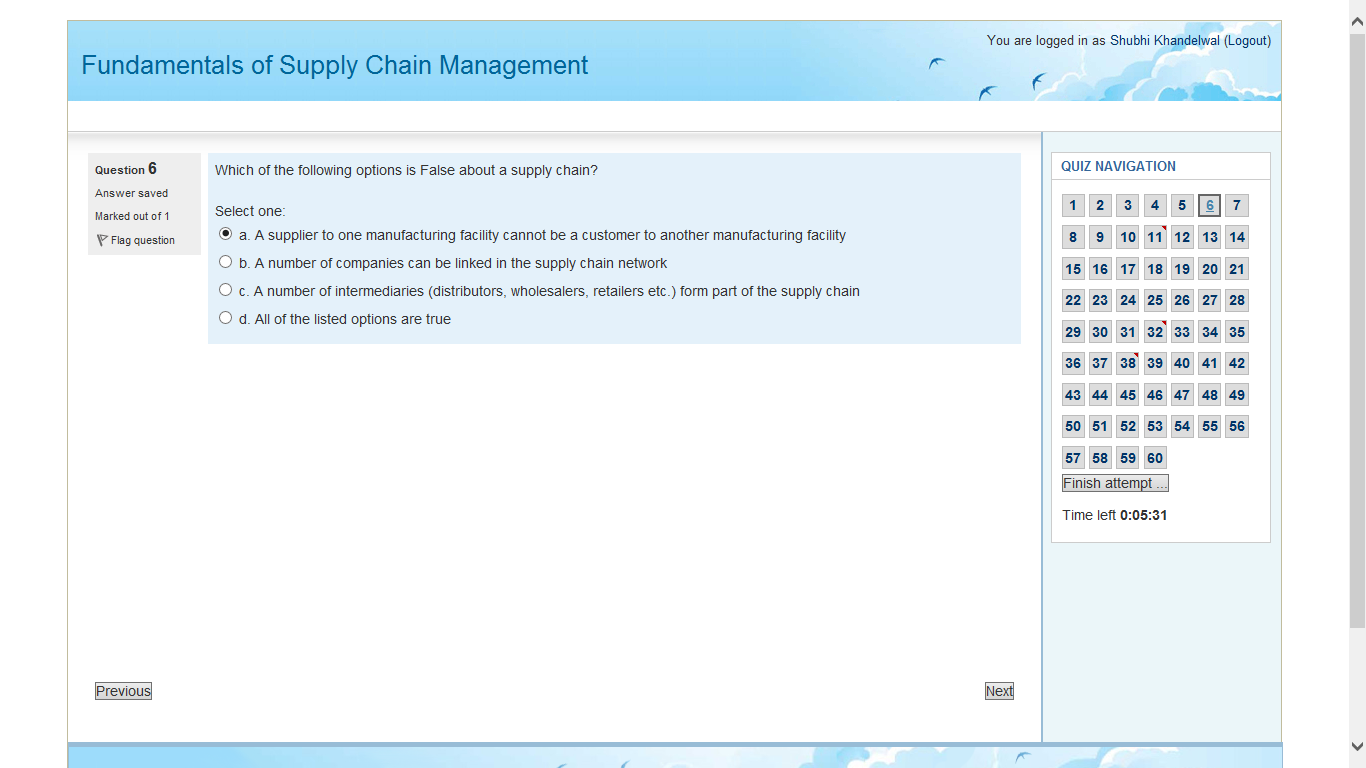 You are logged in as Shubhi Khandelwal (Logout)
Fundamentals of Supply Chain Management
Question 6
Answer saved
Marked out of 1
Flag question
Which of the following options is False about a supply chain?
Select one:
a. A supplier to one manufacturing facility cannot be a customer to another manufacturing facility
b. A number of companies can be linked in the supply chain network
c. A number of intermediaries (distributors, wholesalers, retailers etc.) form part of the supply chain
d. All of the listed options are true
Previous
Next
QUIZ NAVIGATION
1 2 3 4 5 6 7
8 9 10 11 12 13 14
15 16 17 18 19 20 21
22 23 24 25 26 27 28
29 30 31 32 33 34 35
36 37 38 39 40 41 42
43 44 45 46 47 48 49
50 51 52 53 54 55 56
57 58 59 60
Finish attempt ...
Time left 0:05:31